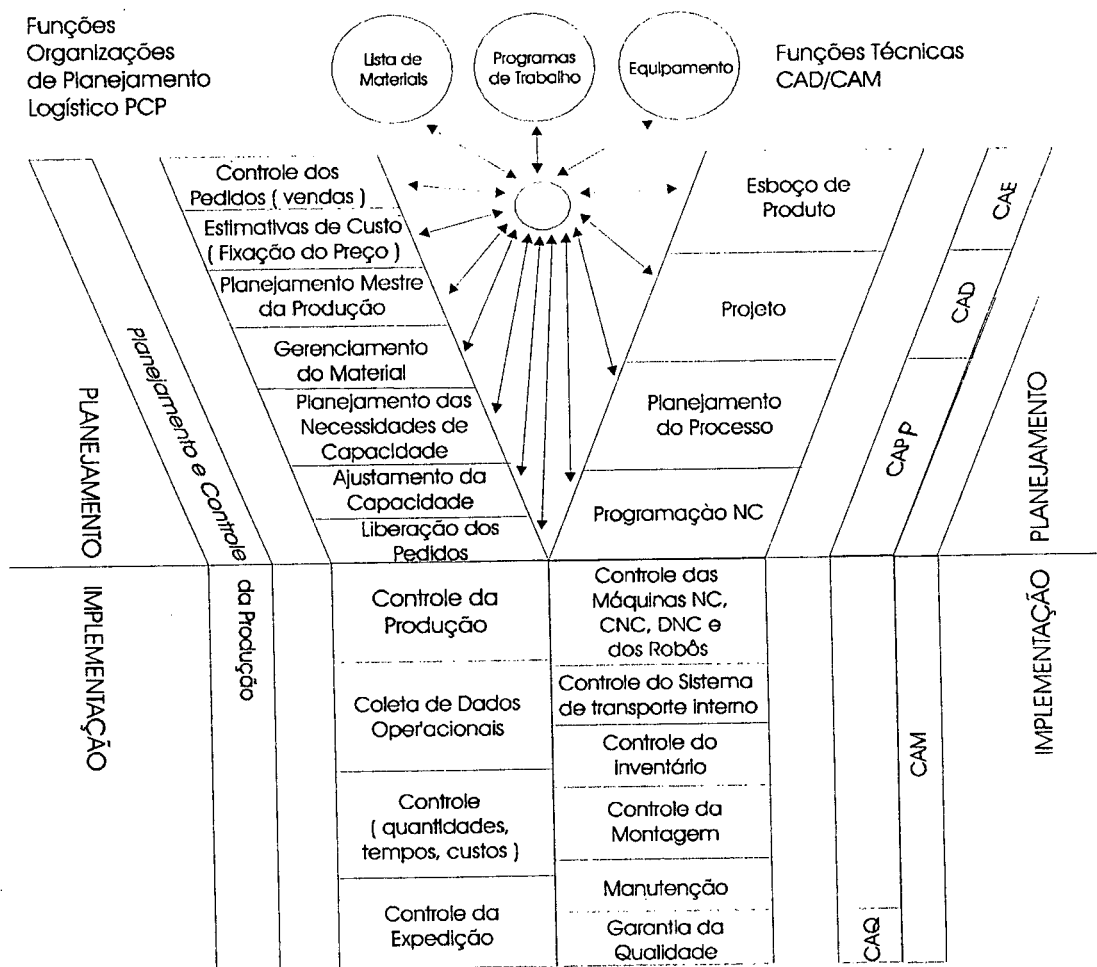 Funções
Organizações
de Planejamento
Logístico PCP
Lista de
Materiais
Programas
de Trabalho
Equipamento
Funções Técnicas
CAD/CAM
Controle dos
Pedidos ( vendas )
Estimativas de Custo
( Fixação do Preço )
Planejamento Mestre
da Produção
Gerenciamento
do Material
Planejamento das
Necessidades de
Capacidade
Ajustamento da
Capacidade
Liberação dos
Pedidos
Esboço de
Produto
Projeto
Planejamento
do Processo
Programaçào NC
CAE
CAD
CAPP
PLANEJAMENTO
Planejamento e Controle
da Produção
PLANEJAMENTO
IMPLEMENTAÇÃO
Controle da
Produção
Coleta de Dados
Operacionais
Controle
( quantidades,
tempos, custos )
Controle da
Expedição
Controle das
Máquinas NC,
CNC, DNC e
dos Robôs
Controle do Sistema
de transporte interno
Controle do
inventário
Controle da
Montagem
Manutenção
Garantia da
Qualidade
CAQ
CAM
IMPLEMENTAÇÃO